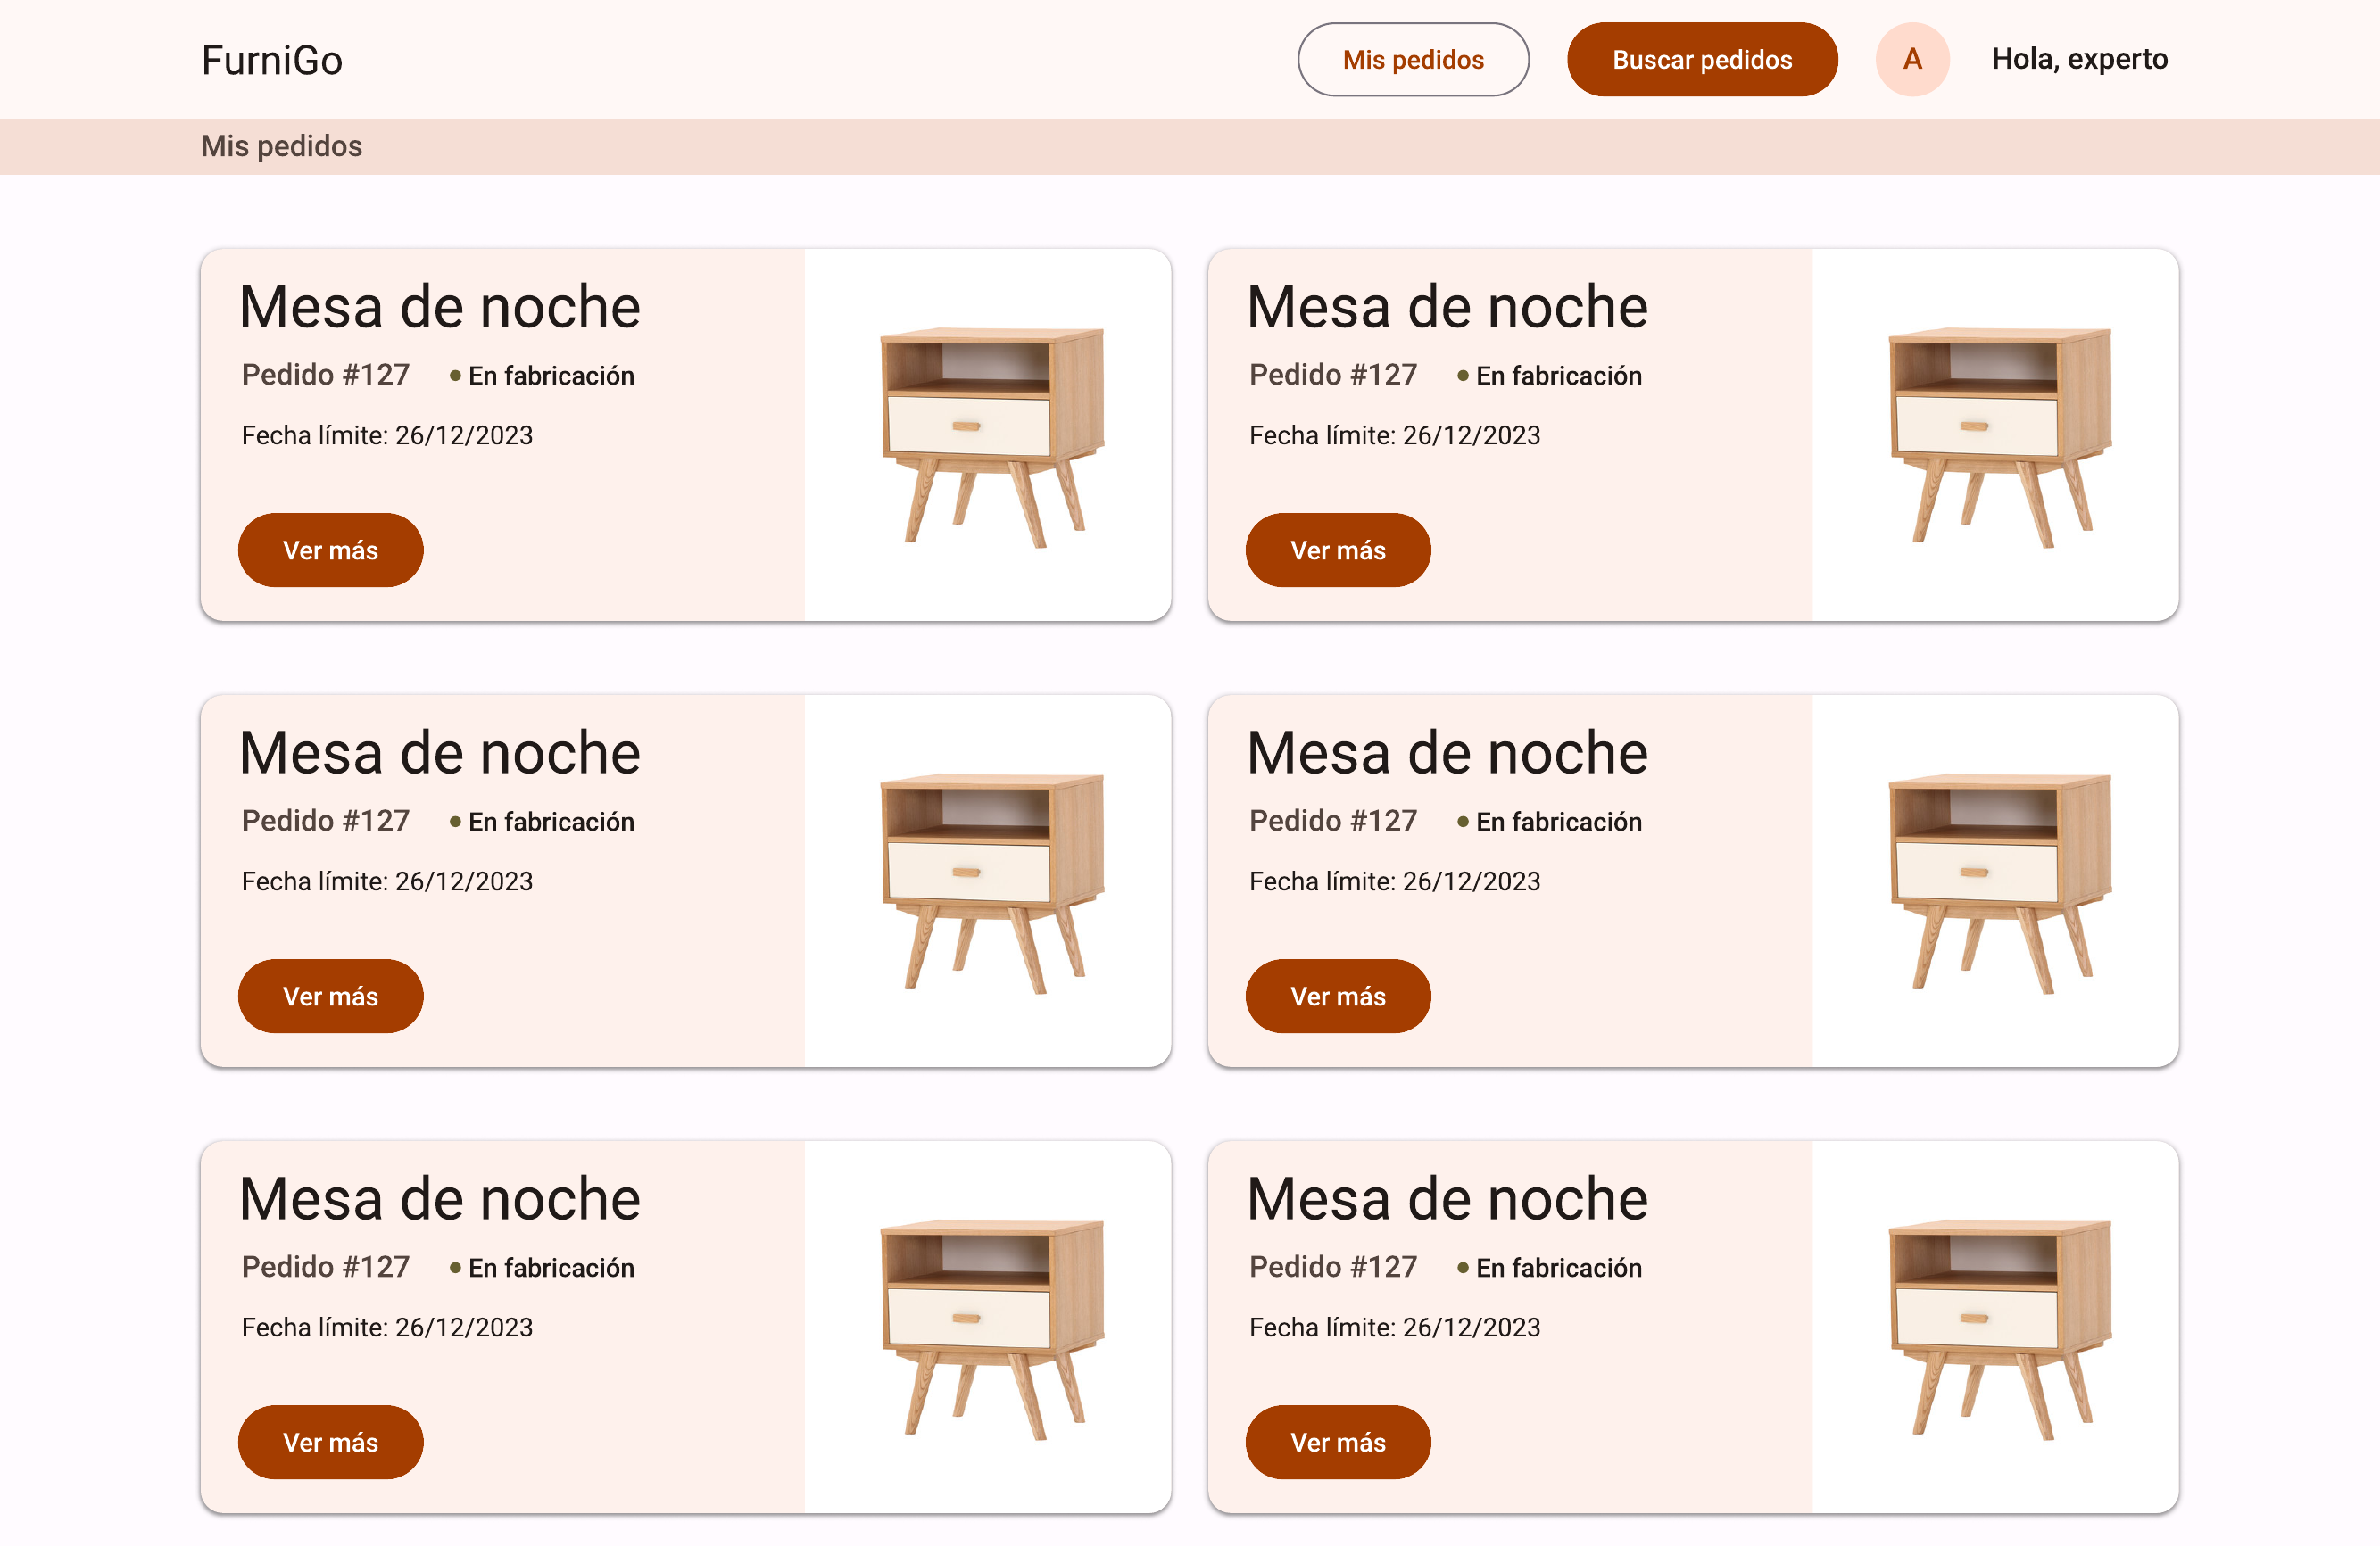 FurniGo
Mis pedidos
Buscar pedidos
A
Hola, experto
Mis pedidos
Mesa de noche
Pedido #127
En fabricación
Fecha límite: 26/12/2023
Ver más
Mesa de noche
Pedido #127
En fabricación
Fecha límite: 26/12/2023
Ver más
Mesa de noche
Pedido #127
En fabricación
Fecha límite: 26/12/2023
Ver más
Mesa de noche
Pedido #127
En fabricación
Fecha límite: 26/12/2023
Ver más
Mesa de noche
Pedido #127
En fabricación
Fecha límite: 26/12/2023
Ver más
Mesa de noche
Pedido #127
En fabricación
Fecha límite: 26/12/2023
Ver más